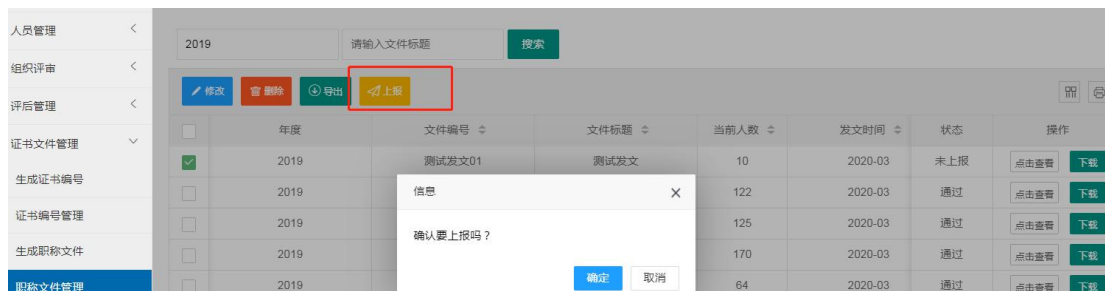 人员管理
组织评审
评后管理
证书文件管理
生成证书编号
证书编号管理
生成职称文件
职称文件管理
2019 请输入文件标题 搜索
修改 删除 导出 上报
年度 文件编号 文件标题 当前人数 发文时间 状态 操作
2019 测试发文01 测试发文 10 2020-03 未上报 点击查看 下载
2019 122 2020-03 通过 点击查看 下载
2019 125 2020-03 通过 点击查看 下载
2019 170 2020-03 通过 点击查看 下载
2019 64 2020-03 通过 点击查看 下载
信息
确认要上报吗？
确定 取消